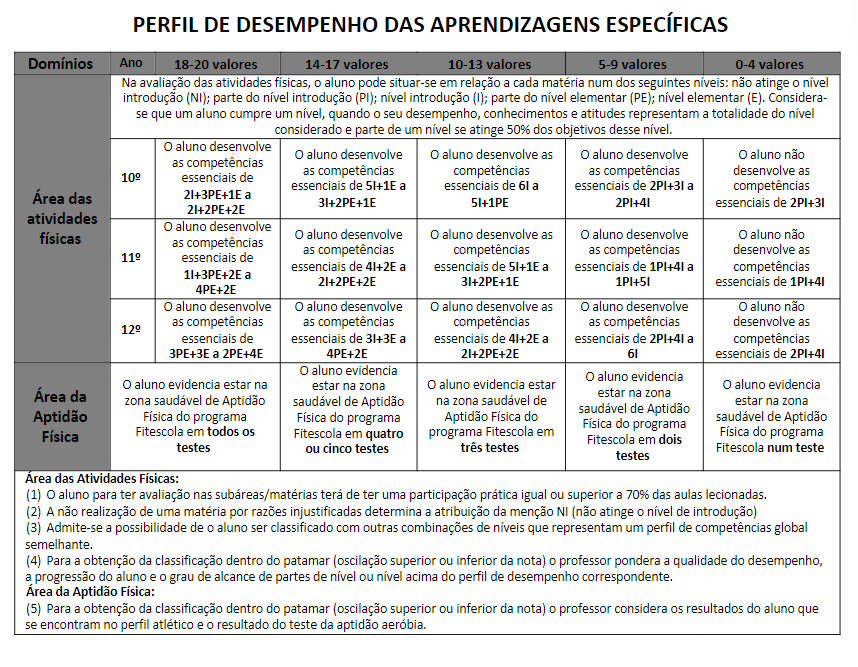 PERFIL DE DESEMPENHO DAS APRENDIZAGENS ESPECÍFICAS
Domínios
Ano
18-20 valores
14-17 valores
10-13 valores
5-9 valores
0-4 valores
Área das
atividades
físicas
Na avaliação das atividades físicas, o aluno pode situar-se em relação a cada matéria num dos seguintes níveis: não atinge o nível
introdução (NI); parte do nível introdução (PI); nível introdução (I); parte do nível elementar (PE); nível elementar (E). Considera-
se que um aluno cumpre um nível, quando o seu desempenho, conhecimentos e atitudes representam a totalidade do nível
considerado e parte de um nível se atinge 50% dos objetivos desse nível.
10º
O aluno desenvolve
as competências
essenciais de
2I+3PE+1E a
2I+2PE+2E
O aluno desenvolve
as competências
essenciais de 5I+1E a
3I+2PE+1E
O aluno desenvolve as
competências
essenciais de 6I a
5I+1PE
O aluno desenvolve as
competências
essenciais de 2PI+3I a
2PI+4I
O aluno não
desenvolve as
competências
essenciais de 2PI+3I
11º
O aluno desenvolve
as competências
essenciais de
1I+3PE+2E a
4PE+2E
O aluno desenvolve
as competências
essenciais de 4I+2E a
2I+2PE+2E
O aluno desenvolve as
competências
essenciais de 5I+1E a
3I+2PE+1E
O aluno desenvolve as
competências
essenciais de 1PI+4I a
1PI+5I
O aluno não
desenvolve as
competências
essenciais de 1PI+4I
12º
O aluno desenvolve
as competências
essenciais de
3PE+3E a 2PE+4E
O aluno desenvolve
as competências
essenciais de 3I+3E a
4PE+2E
O aluno desenvolve as
competências
essenciais de 4I+2E a
2I+2PE+2E
O aluno desenvolve as
competências
essenciais de 2PI+4I a
6I
O aluno não
desenvolve as
competências
essenciais de 2PI+4I
Área da
Aptidão
Física
O aluno evidencia estar na
zona saudável de Aptidão
Física do programa
Fitescola em todos os
testes
O aluno evidencia
estar na zona
saudável de Aptidão
Física do programa
Fitescola em quatro
ou cinco testes
O aluno evidencia estar
na zona saudável de
Aptidão Física do
programa Fitescola em
três testes
O aluno evidencia
estar na zona
saudável de Aptidão
Física do programa
Fitescola em dois
testes
O aluno evidencia
estar na zona
saudável de Aptidão
Física do programa
Fitescola num teste
Área das Atividades Físicas:
(1) O aluno para ter avaliação nas subáreas/matérias terá de ter uma participação prática igual ou superior a 70% das aulas lecionadas.
(2) A não realização de uma matéria por razões injustificadas determina a atribuição da menção NI (não atinge o nível de introdução)
(3) Admite-se a possibilidade de o aluno ser classificado com outras combinações de níveis que representam um perfil de competências global
semelhante.
(4) Para a obtenção da classificação dentro do patamar (oscilação superior ou inferior da nota) o professor pondera a qualidade do desempenho,
a progressão do aluno e o grau de alcance de partes de nível ou nível acima do perfil de desempenho correspondente.
Área da Aptidão Física:
(5) Para a obtenção da classificação dentro do patamar (oscilação superior ou inferior da nota) o professor considera os resultados do aluno que
se encontram no perfil atlético e o resultado do teste da aptidão aeróbia.